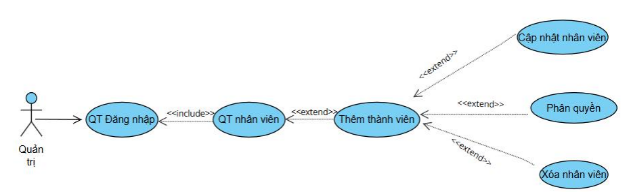 Cập nhật nhân viên
<<extend>>
<<include>>
<<extend>>
<<extend>>
Phân quyền
QT Đăng nhập
QT nhân viên
Thêm thành viên
Quản
trị
<<extend>>
Xóa nhân viên